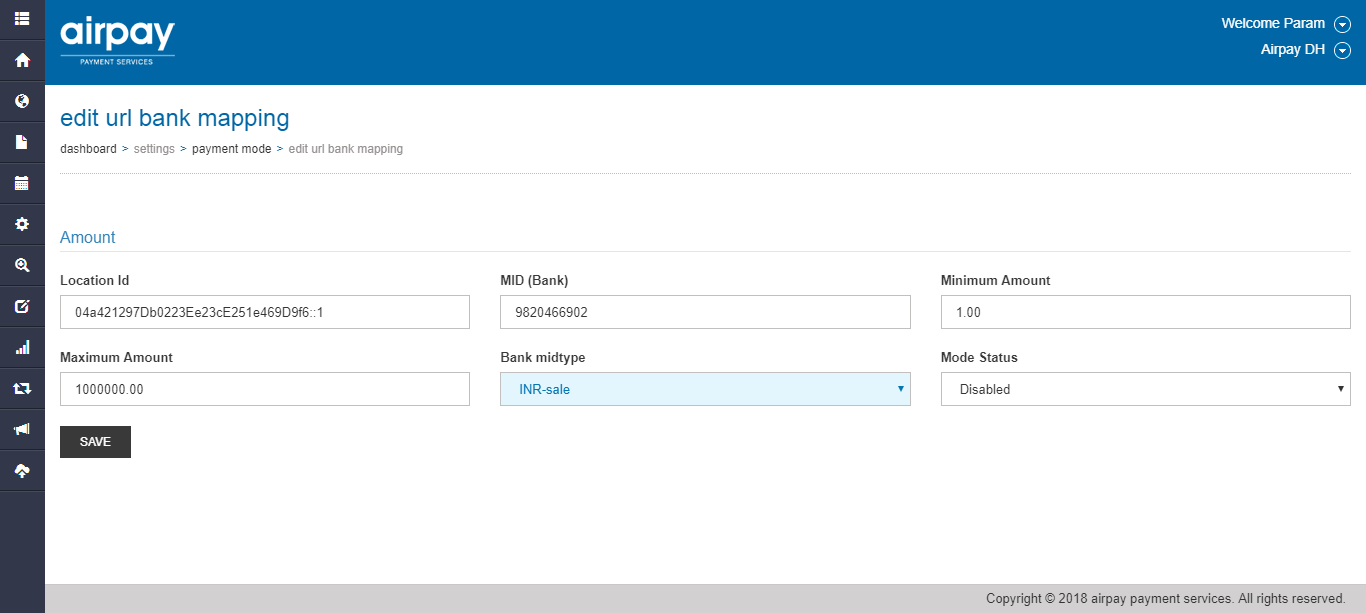 airpay
PAYMENT SERVICES
Welcome Param
Airpay DH
edit url bank mapping
dashboard > settings > payment mode > edit url bank mapping
Amount
Location Id MID (Bank) Minimum Amount
04a421297Db0223Ee23cE251e469D9f6::1 9820466902 1.00
Maximum Amount Bank midtype Mode Status
1000000.00 INR-sale Disabled
SAVE
Copyright © 2018 airpay payment services. All rights reserved.